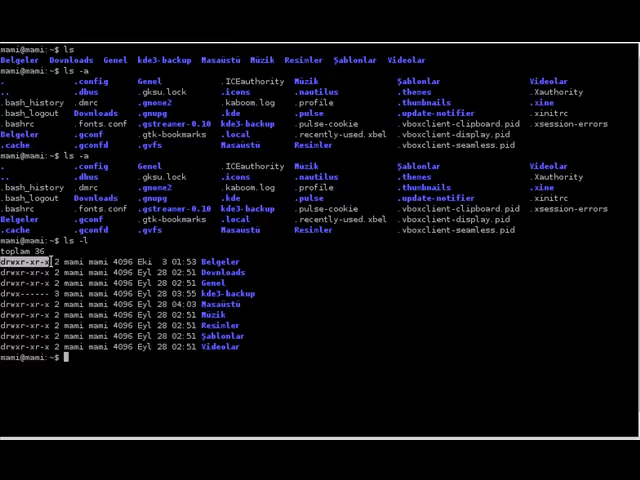 mami@mami:~$ ls
Belgeler Downloads Genel kde3-backup Masaüstü Müzik Resimler Şablonlar Videolar
mami@mami:~$ ls -a
. .config Genel .ICEauthority Müzik Şablonlar Videolar
.. .dbus .gksu.lock .icons .nautilus .themes .Xauthority
.bash_history .dmrc .gnome2 .kaboom.log .profile .thumbnails .xine
.bash_logout Downloads .gnupg .kde .pulse .update-notifier .xinitrc
.bashrc .fonts.conf .gstreamer-0.10 kde3-backup .pulse-cookie .vboxclient-clipboard.pid .xsession-errors
Belgeler .gconf .gtk-bookmarks .local .recently-used.xbel .vboxclient-display.pid
.cache .gconfd .gvfs Masaüstü Resimler .vboxclient-seamless.pid
mami@mami:~$ ls -a
. .config Genel .ICEauthority Müzik Şablonlar Videolar
.. .dbus .gksu.lock .icons .nautilus .themes .Xauthority
.bash_history .dmrc .gnome2 .kaboom.log .profile .thumbnails .xine
.bash_logout Downloads .gnupg .kde .pulse .update-notifier .xinitrc
.bashrc .fonts.conf .gstreamer-0.10 kde3-backup .pulse-cookie .vboxclient-clipboard.pid .xsession-errors
Belgeler .gconf .gtk-bookmarks .local .recently-used.xbel .vboxclient-display.pid
.cache .gconfd .gvfs Masaüstü Resimler .vboxclient-seamless.pid
mami@mami:~$ ls -l
toplam 36
drwxr-xr-x 2 mami mami 4096 Eki 3 01:53 Belgeler
drwxr-xr-x 2 mami mami 4096 Eyl 28 02:51 Downloads
drwxr-xr-x 2 mami mami 4096 Eyl 28 02:51 Genel
drwx------ 3 mami mami 4096 Eyl 28 03:55 kde3-backup
drwxr-xr-x 2 mami mami 4096 Eyl 28 04:03 Masaüstü
drwxr-xr-x 2 mami mami 4096 Eyl 28 02:51 Müzik
drwxr-xr-x 2 mami mami 4096 Eyl 28 02:51 Resimler
drwxr-xr-x 2 mami mami 4096 Eyl 28 02:51 Şablonlar
drwxr-xr-x 2 mami mami 4096 Eyl 28 02:51 Videolar
mami@mami:~$